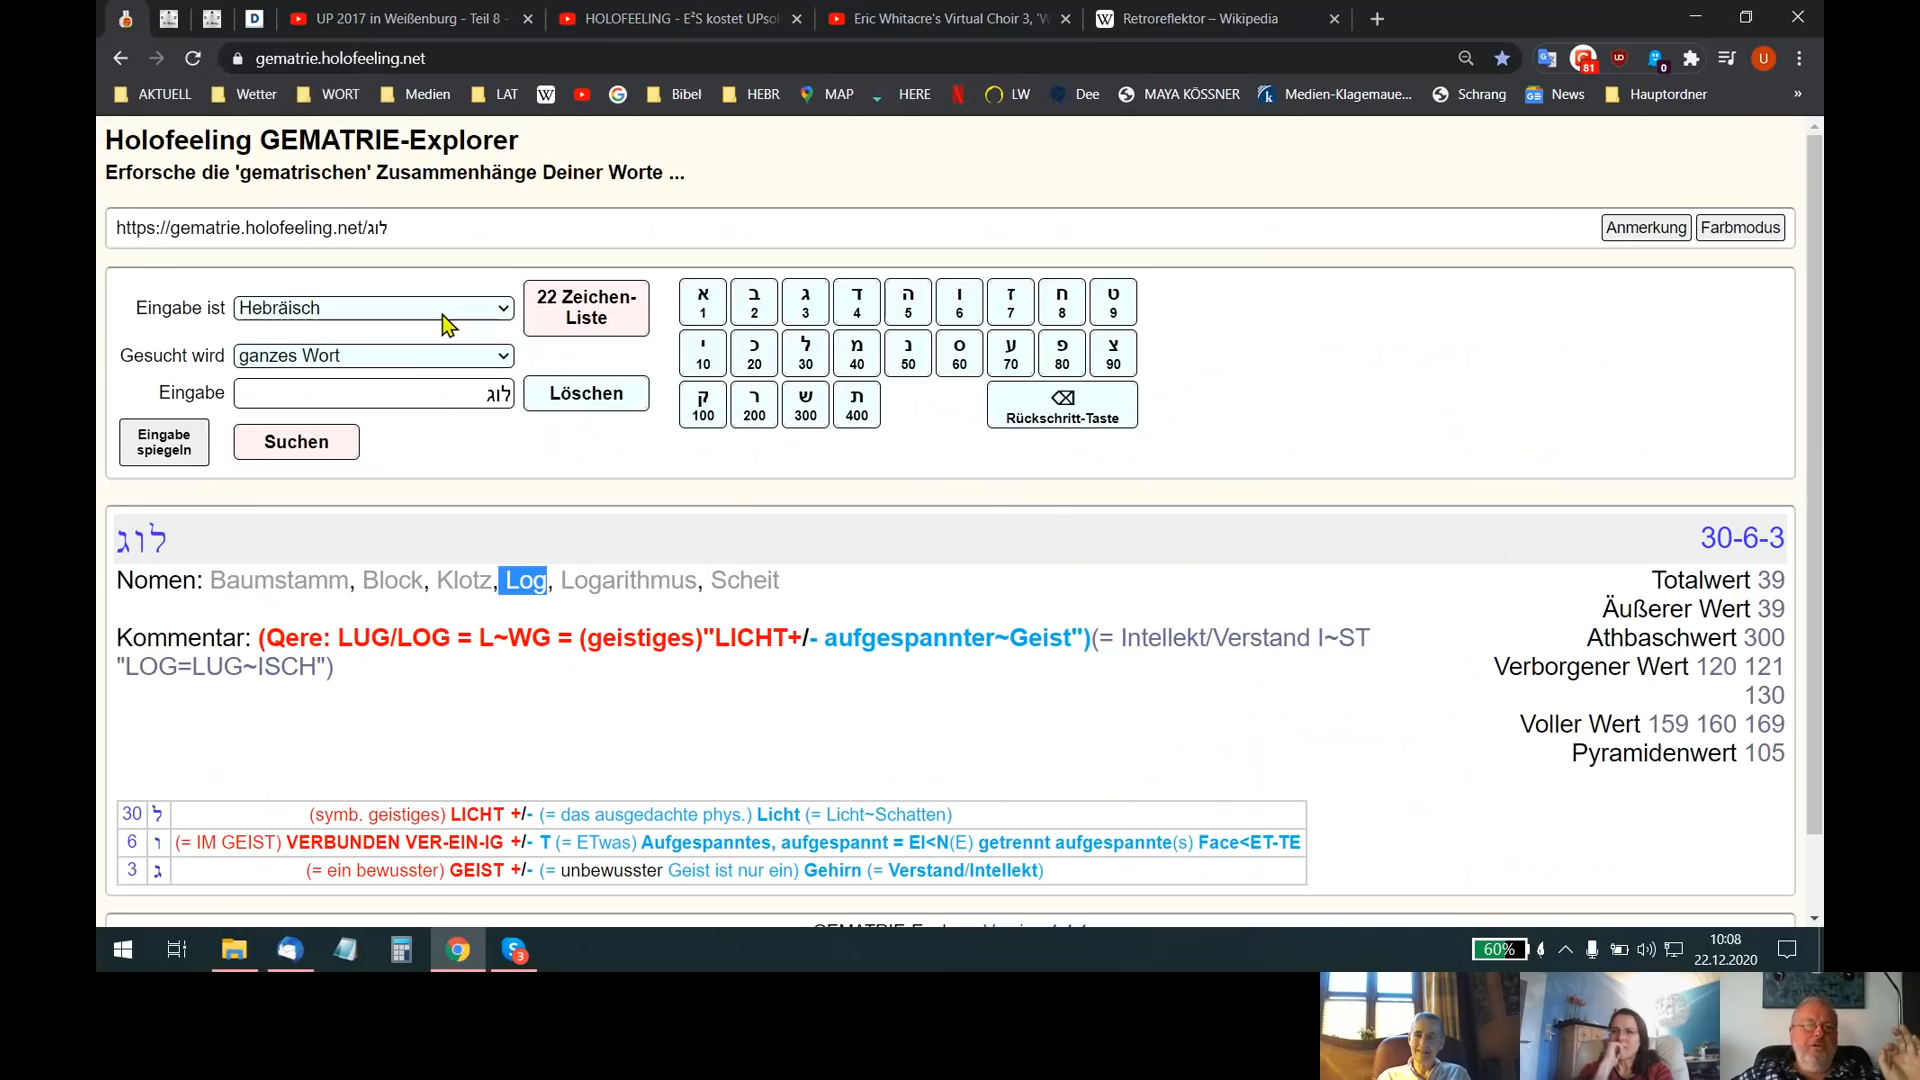 UP 2017 in Weißenburg - Teil 8 -
HOLOFEELING - E²S kostet UPsol
Eric Whitacre's Virtual Choir 3, 'W
Retroreflektor – Wikipedia
gematrie.holofeeling.net
81
0
U
AKTUELL
Wetter
WORT
Medien
LAT
Bibel
HEBR
MAP
HERE
LW
Dee
MAYA KÖSSNER
Medien-Klagemaue...
Schrang
News
Hauptordner
»
Holofeeling GEMATRIE-Explorer
Erforsche die 'gematrischen' Zusammenhänge Deiner Worte ...
https://gematrie.holofeeling.net/לוג
Anmerkung
Farbmodus
Eingabe ist
Hebräisch
22 Zeichen-
Liste
Gesucht wird
ganzes Wort
Eingabe
לוג
Löschen
Eingabe
spiegeln
Suchen
א ב ג ד ה ו ז ח ט
1 2 3 4 5 6 7 8 9
י כ ל מ נ ס ע פ צ
10 20 30 40 50 60 70 80 90
ק ר ש ת
100 200 300 400
Rückschritt-Taste
לוג
30-6-3
Nomen: Baumstamm, Block, Klotz, Log, Logarithmus, Scheit
Kommentar: (Qere: LUG/LOG = L~WG = (geistiges)"LICHT+/- aufgespannter~Geist")(= Intellekt/Verstand I~ST
"LOG=LUG~ISCH")
Totalwert 39
Äußerer Wert 39
Athbaschwert 300
Verborgener Wert 120 121
130
Voller Wert 159 160 169
Pyramidenwert 105
30 ל (symb. geistiges) LICHT +/- (= das ausgedachte phys.) Licht (= Licht~Schatten)
6 ו (= IM GEIST) VERBUNDEN VER-EIN-IG +/- T (= ETwas) Aufgespanntes, aufgespannt = EI<N(E) getrennt aufgespannte(s) Face<ET-TE
3 ג (= ein bewusster) GEIST +/- (= unbewusster Geist ist nur ein) Gehirn (= Verstand/Intellekt)
3
60%
10:08
22.12.2020